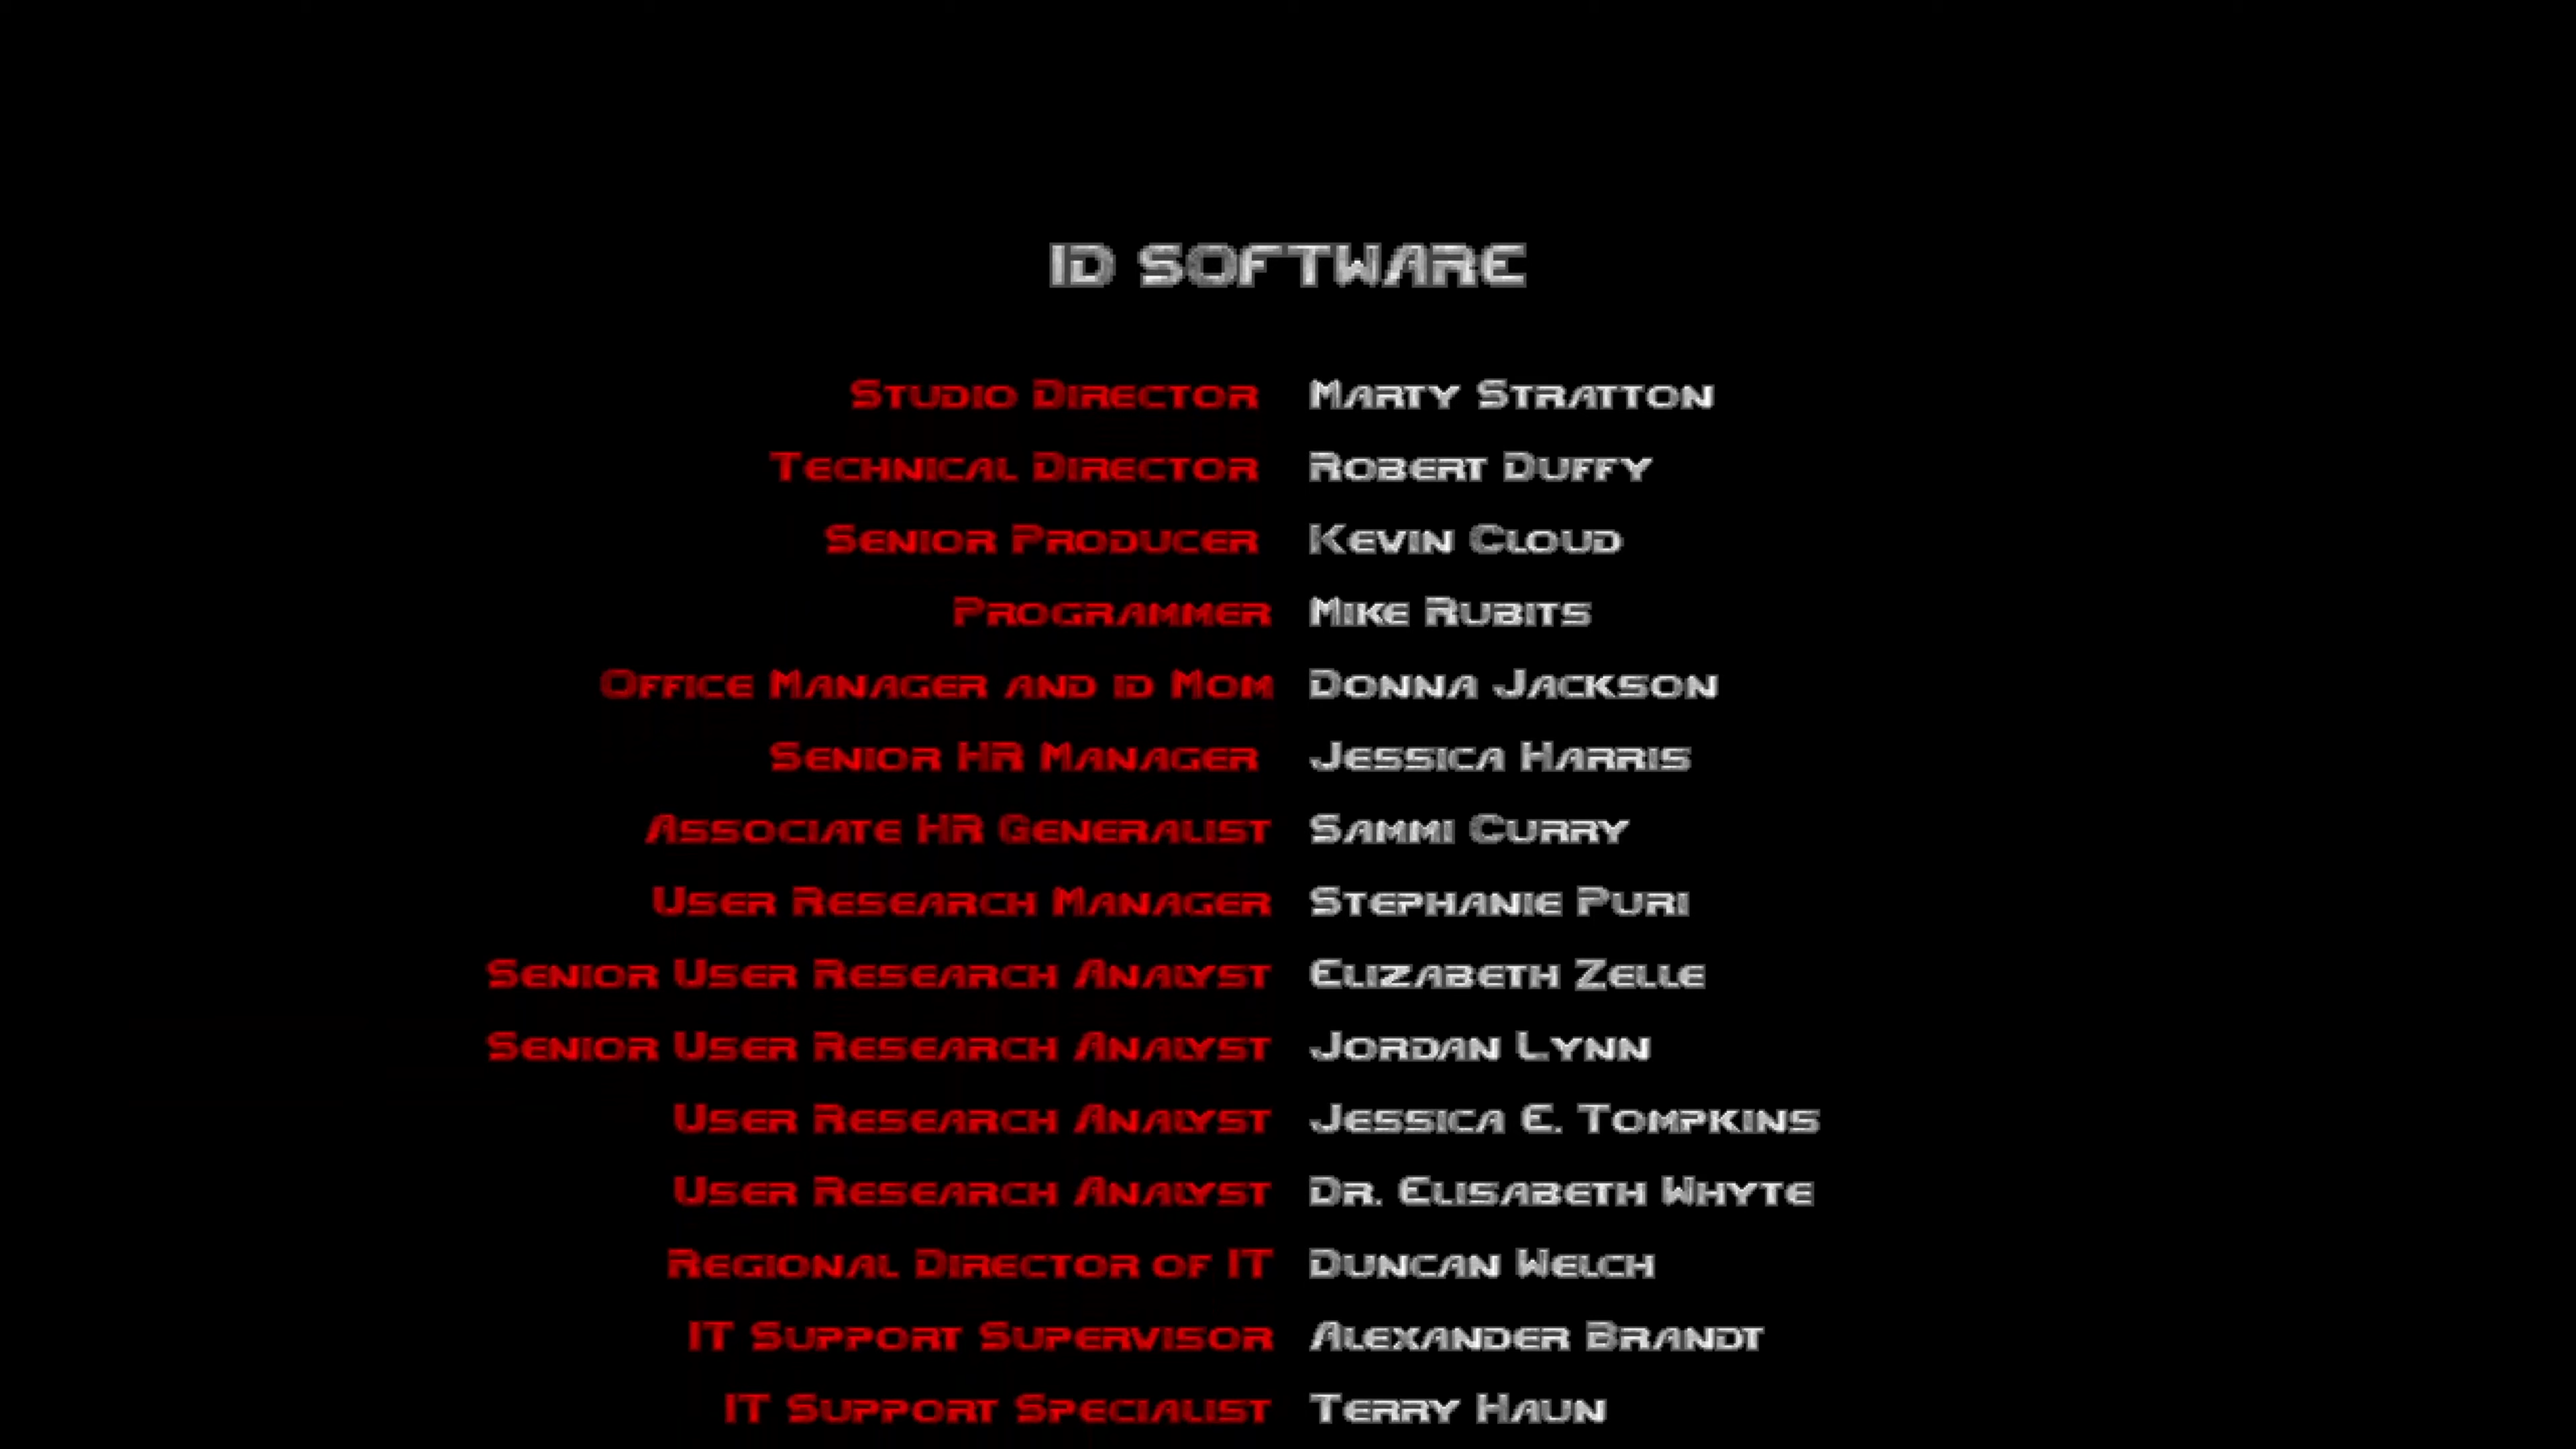 ID SOFTWARE
Studio Director Marty Stratton
Technical Director Robert Duffy
Senior Producer Kevin Cloud
Programmer Mike Rubits
Office Manager and id Mom Donna Jackson
Senior HR Manager Jessica Harris
Associate HR Generalist Sammi Curry
User Research Manager Stephanie Puri
Senior User Research Analyst Elizabeth Zelle
Senior User Research Analyst Jordan Lynn
User Research Analyst Jessica E. Tompkins
User Research Analyst Dr. Elisabeth Whyte
Regional Director of IT Duncan Welch
IT Support Supervisor Alexander Brandt
IT Support Specialist Terry Haun